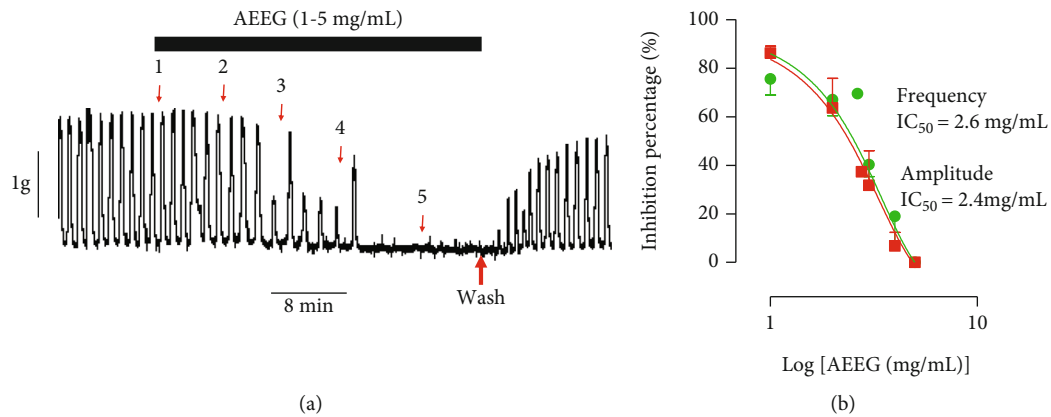 AEEG (1-5 mg/mL)
1
2
3
4
5
1g
8 min
Wash
(a)
Inhibition percentage (%)
100
80
60
40
20
0
Frequency
IC50 = 2.6 mg/mL
Amplitude
IC50 = 2.4mg/mL
1
10
Log [AEEG (mg/mL)]
(b)